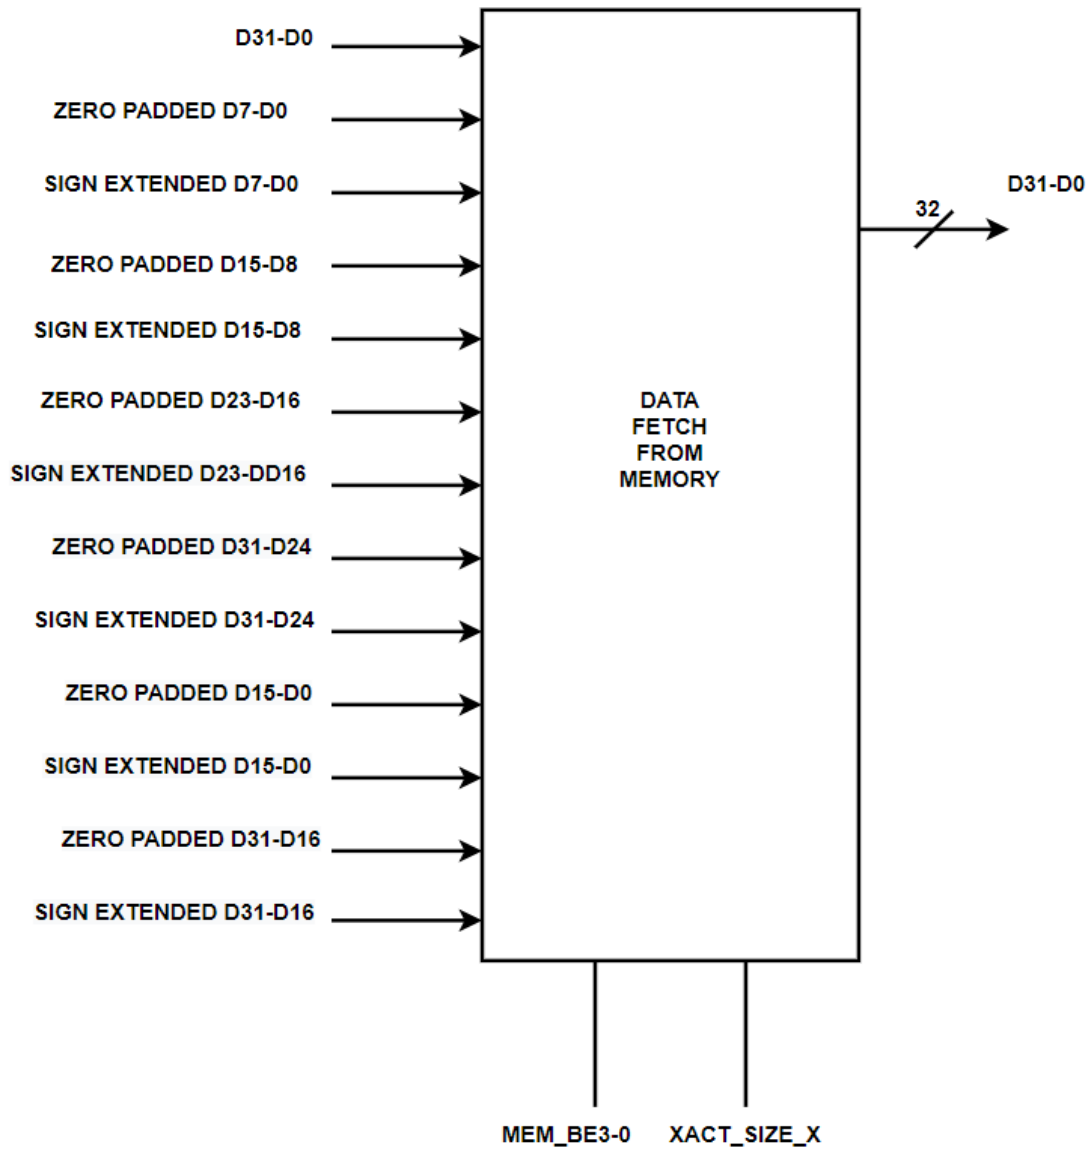 D31-D0
ZERO PADDED D7-D0
SIGN EXTENDED D7-D0
D31-D0
32
ZERO PADDED D15-D8
SIGN EXTENDED D15-D8
ZERO PADDED D23-D16
SIGN EXTENDED D23-DD16
ZERO PADDED D31-D24
SIGN EXTENDED D31-D24
ZERO PADDED D15-D0
SIGN EXTENDED D15-D0
ZERO PADDED D31-D16
SIGN EXTENDED D31-D16
DATA
FETCH
FROM
MEMORY
MEM_BE3-0
XACT_SIZE_X